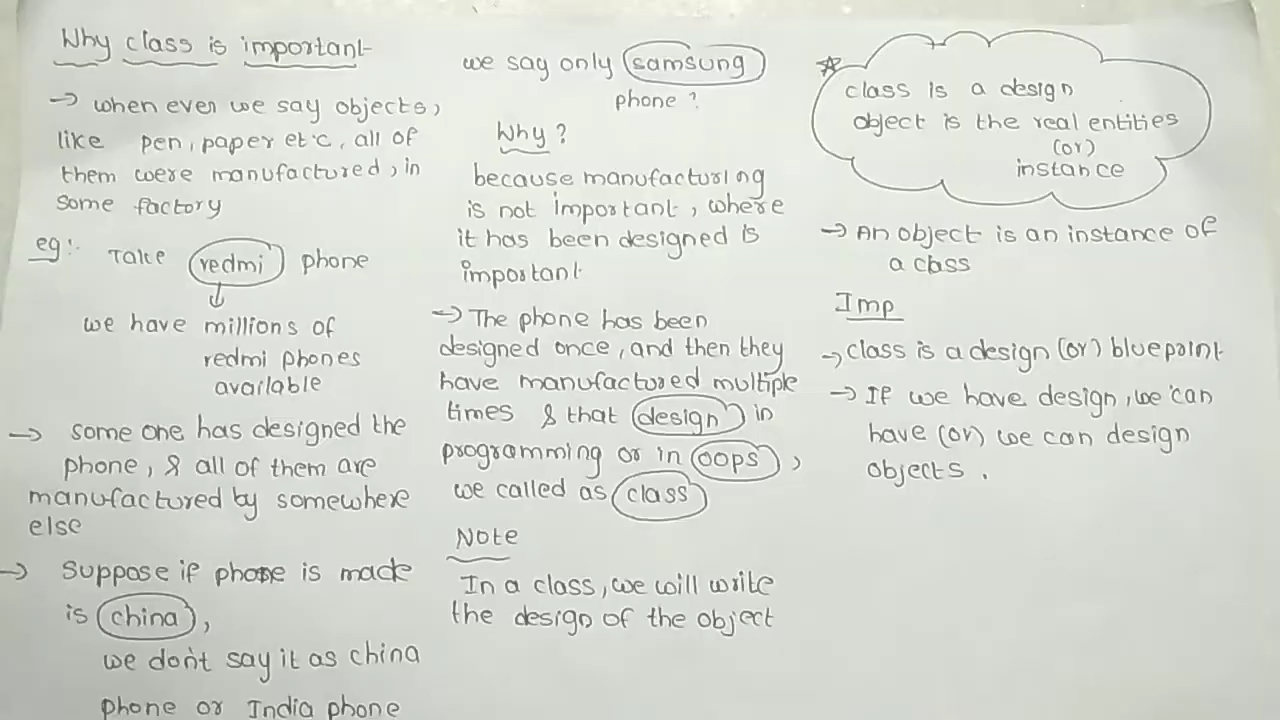 Why class is important
→ when ever we say objects,
like pen, paper etc, all of
them were manufactured, in
some factory
eg:- Take redmi phone
we have millions of
redmi phones
available
→ some one has designed the
phone, & all of them are
manufactured by somewhere
else
→ suppose if phone is made
is china,
we don't say it as china
phone or India phone
we say only samsung
phone?
Why?
because manufacturing
is not important, where
it has been designed is
important
→ The phone has been
designed once, and then they
have manufactured multiple
times & that design in
programming or in oops,
we called as class
Note
In a class, we will write
the design of the object
☆
class is a design
object is the real entities
(or)
instance
→ An object is an instance of
a class
Imp
→ class is a design (or) blueprint
→ If we have design, we can
have (or) we can design
objects.